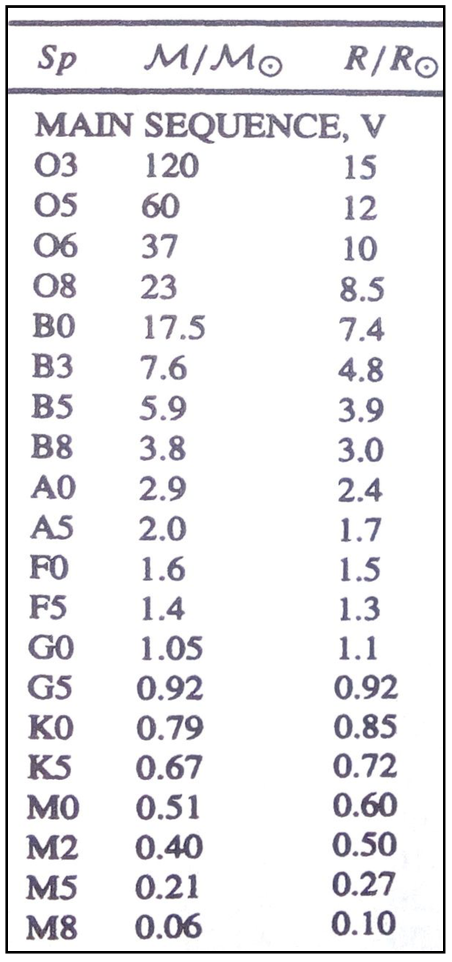 Sp M/M☉ R/R☉
MAIN SEQUENCE, V
O3 120 15
O5 60 12
O6 37 10
O8 23 8.5
B0 17.5 7.4
B3 7.6 4.8
B5 5.9 3.9
B8 3.8 3.0
A0 2.9 2.4
A5 2.0 1.7
F0 1.6 1.5
F5 1.4 1.3
G0 1.05 1.1
G5 0.92 0.92
K0 0.79 0.85
K5 0.67 0.72
M0 0.51 0.60
M2 0.40 0.50
M5 0.21 0.27
M8 0.06 0.10